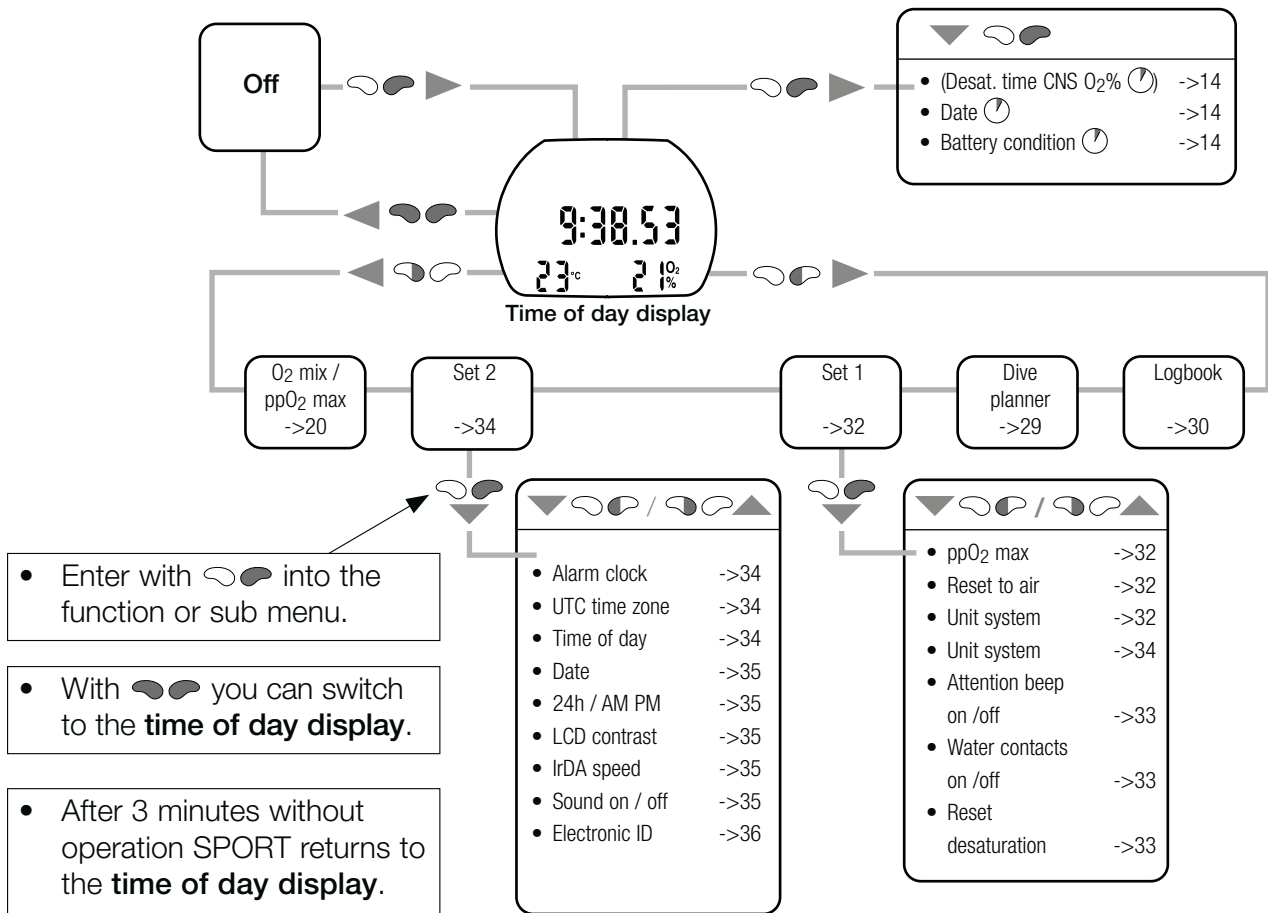 Off
• (Desat. time CNS O2% ) ->14
• Date ->14
• Battery condition ->14
9:38.53
23°C 21 O2%
Time of day display
O2 mix /
ppO2 max
->20
Set 2
->34
Set 1
->32
Dive
planner
->29
Logbook
->30
• Enter with into the
function or sub menu.
• With you can switch
to the time of day display.
• After 3 minutes without
operation SPORT returns to
the time of day display.
/
• Alarm clock ->34
• UTC time zone ->34
• Time of day ->34
• Date ->35
• 24h / AM PM ->35
• LCD contrast ->35
• IrDA speed ->35
• Sound on / off ->35
• Electronic ID ->36
/
• ppO2 max ->32
• Reset to air ->32
• Unit system ->32
• Unit system ->34
• Attention beep
on /off ->33
• Water contacts
on /off ->33
• Reset
desaturation ->33